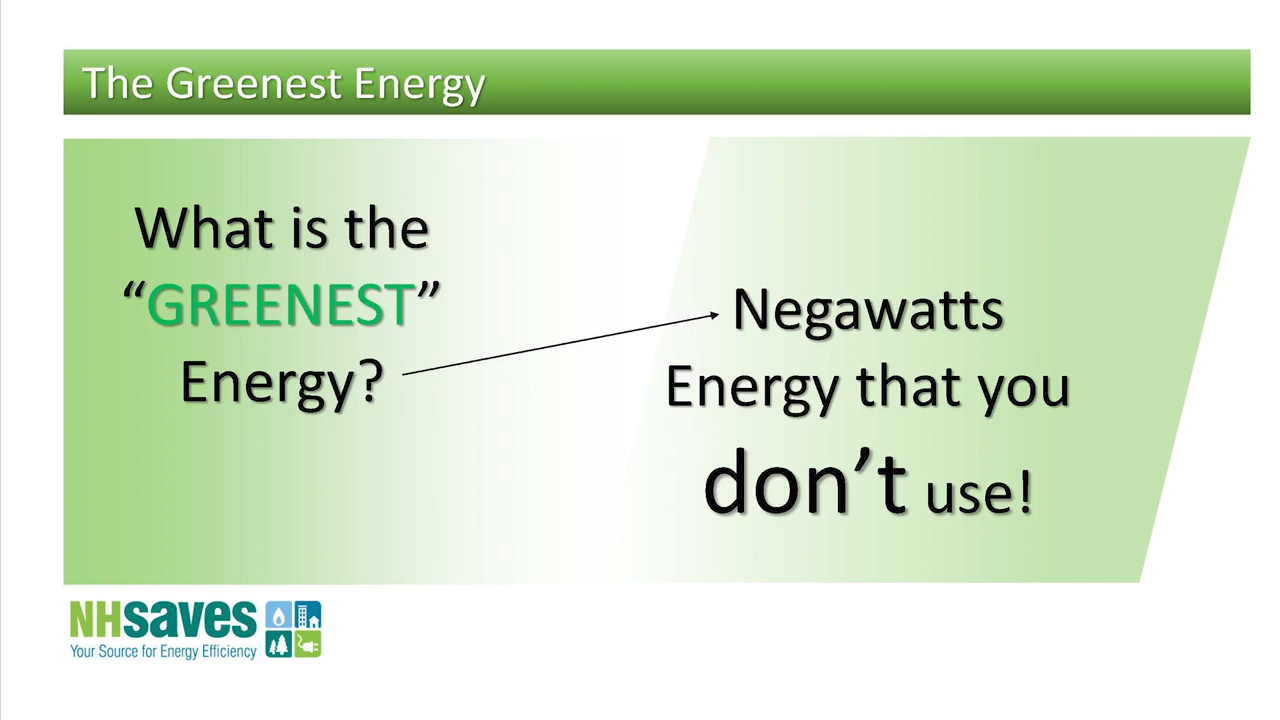 The Greenest Energy
What is the
“GREENEST”
Energy?
Negawatts
Energy that you
don’t use!
NHsaves
Your Source for Energy Efficiency